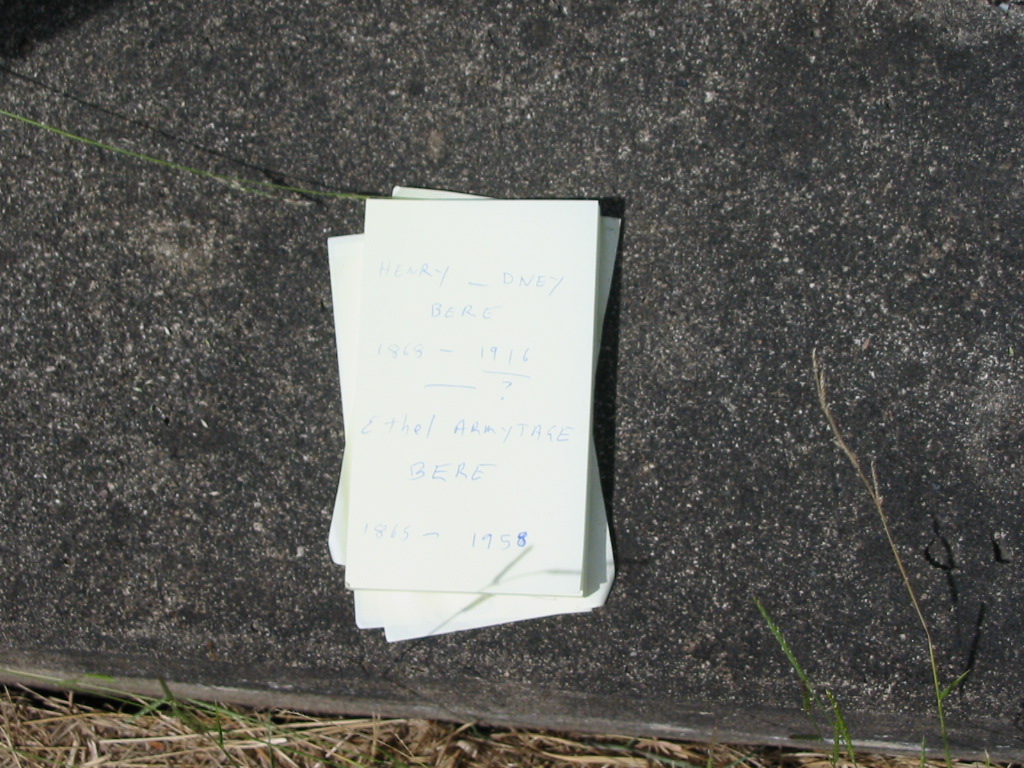 HENRY _ DNEY
BERE
1868 - 1916
— ?
Ethel ARMYTAGE
BERE
1865 - 1958